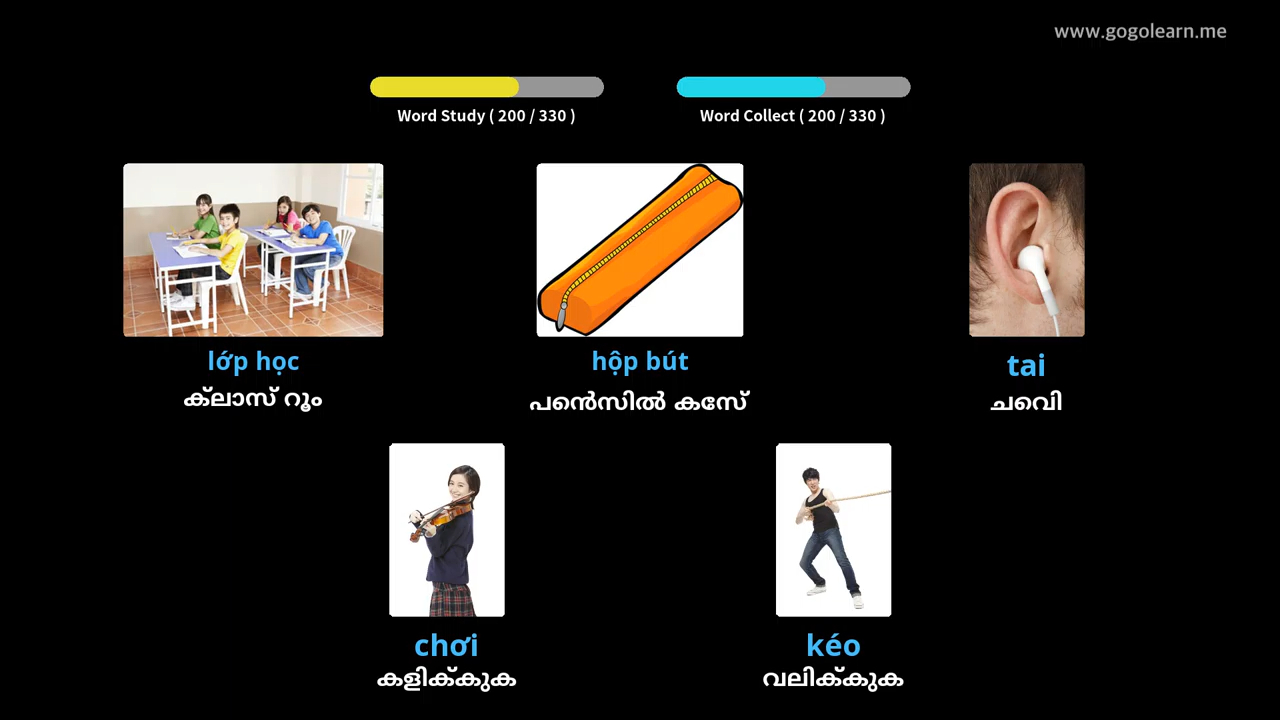 www.gogolearn.me
Word Study ( 200 / 330 )
Word Collect ( 200 / 330 )
lớp học
ക്ലാസ് റൂം
hộp bút
പെൻസിൽ കേസ്
tai
ചെവി
chơi
കളിക്കുക
kéo
വലിക്കുക